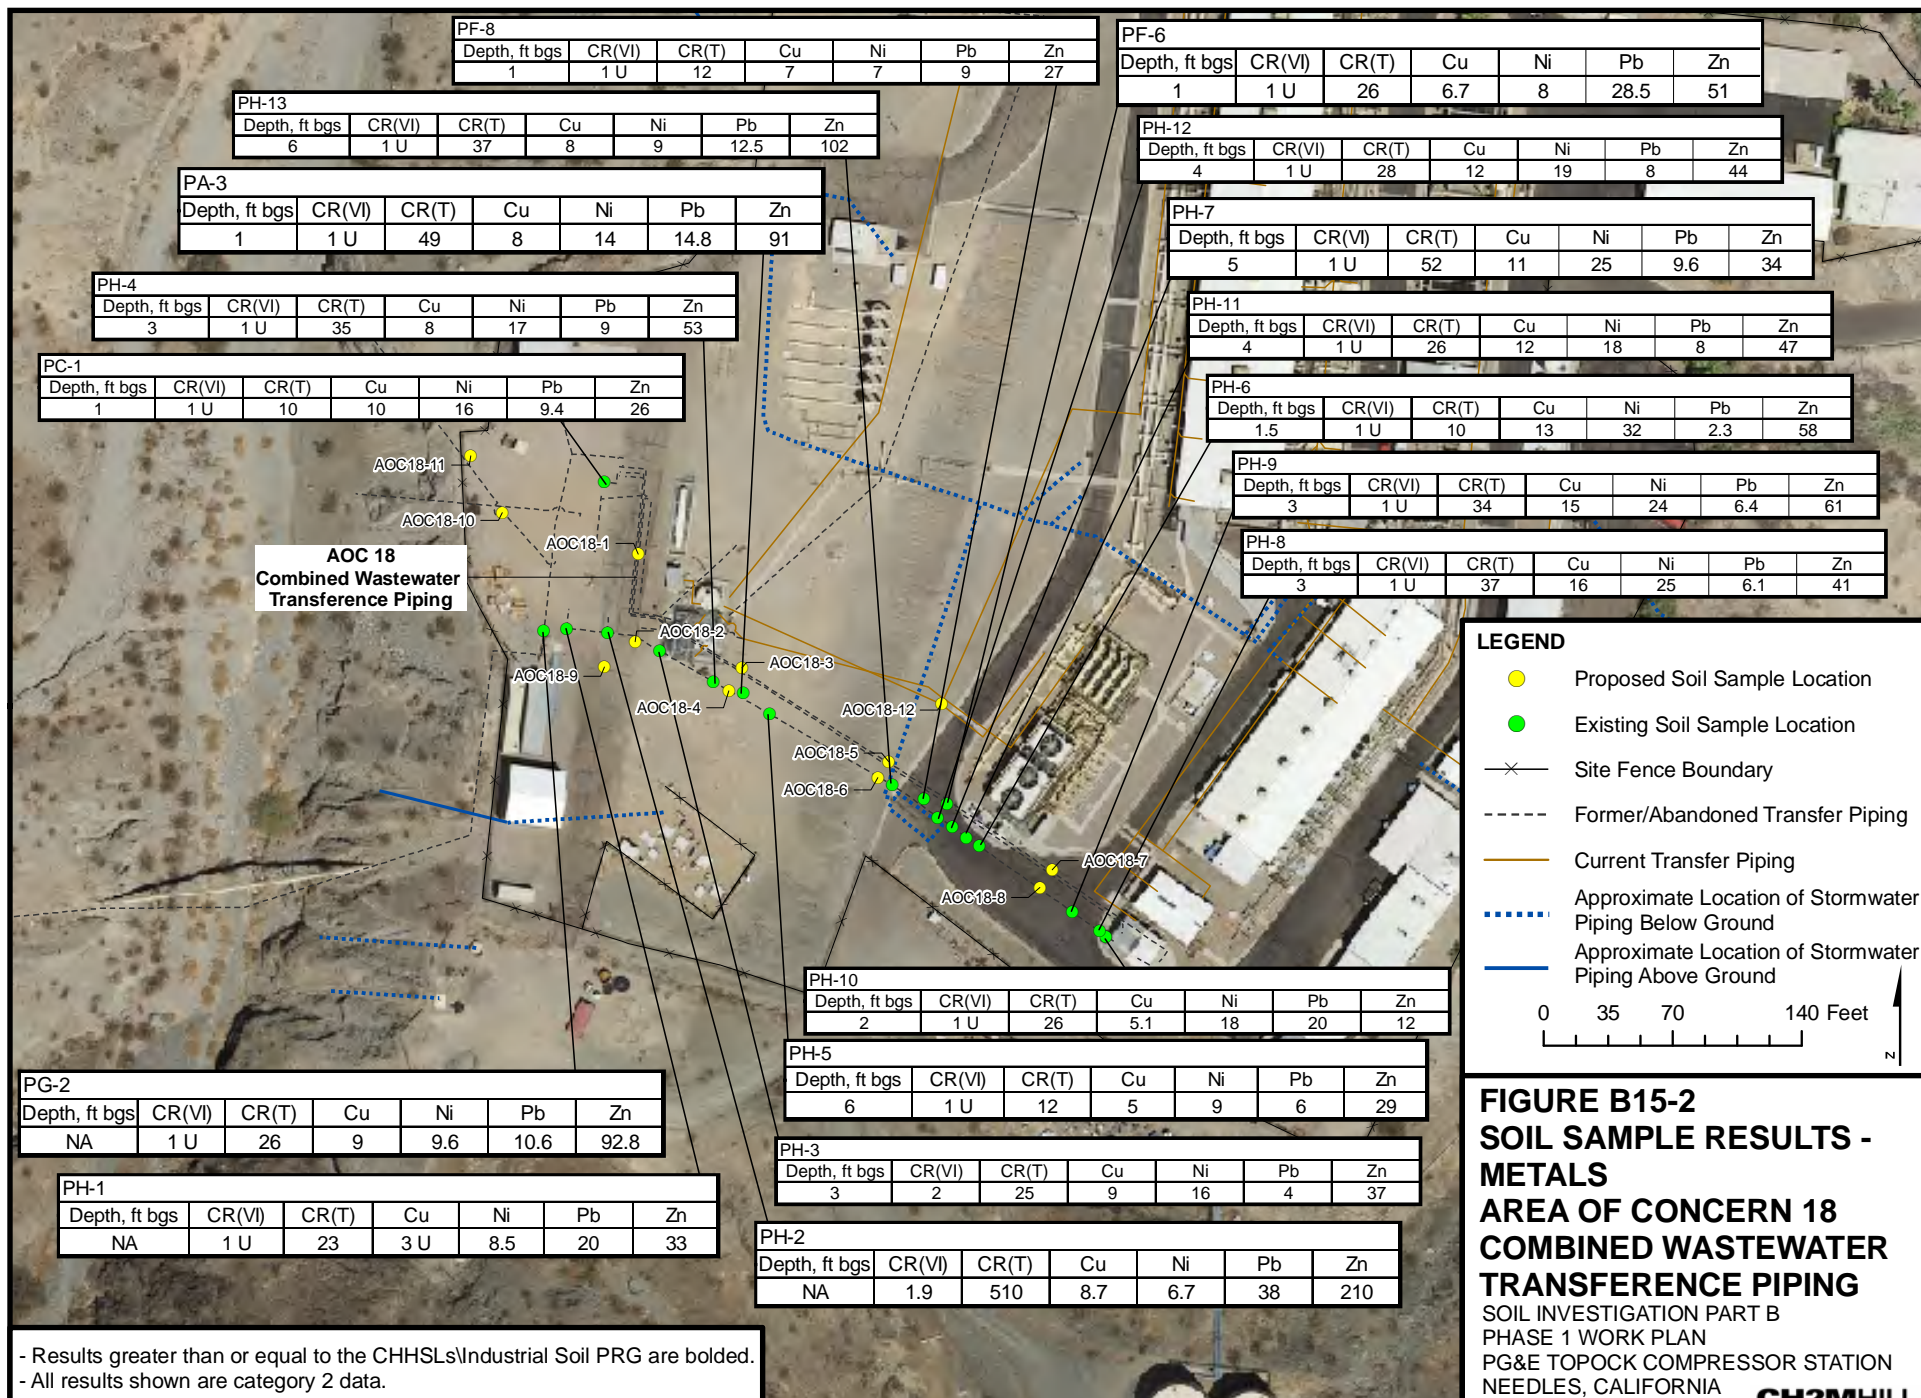 PF-8
Depth, ft bgs CR(VI) CR(T) Cu Ni Pb Zn
1 1 U 12 7 7 9 27
PF-6
Depth, ft bgs CR(VI) CR(T) Cu Ni Pb Zn
1 1 U 26 6.7 8 28.5 51
PH-13
Depth, ft bgs CR(VI) CR(T) Cu Ni Pb Zn
6 1 U 37 8 9 12.5 102
PH-12
Depth, ft bgs CR(VI) CR(T) Cu Ni Pb Zn
4 1 U 28 12 19 8 44
PA-3
Depth, ft bgs CR(VI) CR(T) Cu Ni Pb Zn
1 1 U 49 8 14 14.8 91
PH-7
Depth, ft bgs CR(VI) CR(T) Cu Ni Pb Zn
5 1 U 52 11 25 9.6 34
PH-4
Depth, ft bgs CR(VI) CR(T) Cu Ni Pb Zn
3 1 U 35 8 17 9 53
PH-11
Depth, ft bgs CR(VI) CR(T) Cu Ni Pb Zn
4 1 U 26 12 18 8 47
PC-1
Depth, ft bgs CR(VI) CR(T) Cu Ni Pb Zn
1 1 U 10 10 16 9.4 26
PH-6
Depth, ft bgs CR(VI) CR(T) Cu Ni Pb Zn
1.5 1 U 10 13 32 2.3 58
PH-9
Depth, ft bgs CR(VI) CR(T) Cu Ni Pb Zn
3 1 U 34 15 24 6.4 61
PH-8
Depth, ft bgs CR(VI) CR(T) Cu Ni Pb Zn
3 1 U 37 16 25 6.1 41
AOC18-11
AOC18-10
AOC18-1
AOC 18
Combined Wastewater
Transference Piping
AOC18-2
AOC18-3
AOC18-9
AOC18-4
AOC18-12
AOC18-5
AOC18-6
AOC18-7
AOC18-8
PH-10
Depth, ft bgs CR(VI) CR(T) Cu Ni Pb Zn
2 1 U 26 5.1 18 20 12
PH-5
Depth, ft bgs CR(VI) CR(T) Cu Ni Pb Zn
6 1 U 12 5 9 6 29
PG-2
Depth, ft bgs CR(VI) CR(T) Cu Ni Pb Zn
NA 1 U 26 9 9.6 10.6 92.8
PH-3
Depth, ft bgs CR(VI) CR(T) Cu Ni Pb Zn
3 2 25 9 16 4 37
PH-1
Depth, ft bgs CR(VI) CR(T) Cu Ni Pb Zn
NA 1 U 23 3 U 8.5 20 33
PH-2
Depth, ft bgs CR(VI) CR(T) Cu Ni Pb Zn
NA 1.9 510 8.7 6.7 38 210
- Results greater than or equal to the CHHSLs\Industrial Soil PRG are bolded.
- All results shown are category 2 data.
LEGEND
Proposed Soil Sample Location
Existing Soil Sample Location
Site Fence Boundary
Former/Abandoned Transfer Piping
Current Transfer Piping
Approximate Location of Stormwater
Piping Below Ground
Approximate Location of Stormwater
Piping Above Ground
0 35 70 140 Feet
N
FIGURE B15-2
SOIL SAMPLE RESULTS -
METALS
AREA OF CONCERN 18
COMBINED WASTEWATER
TRANSFERENCE PIPING
SOIL INVESTIGATION PART B
PHASE 1 WORK PLAN
PG&E TOPOCK COMPRESSOR STATION
NEEDLES, CALIFORNIA
CH2MHILL